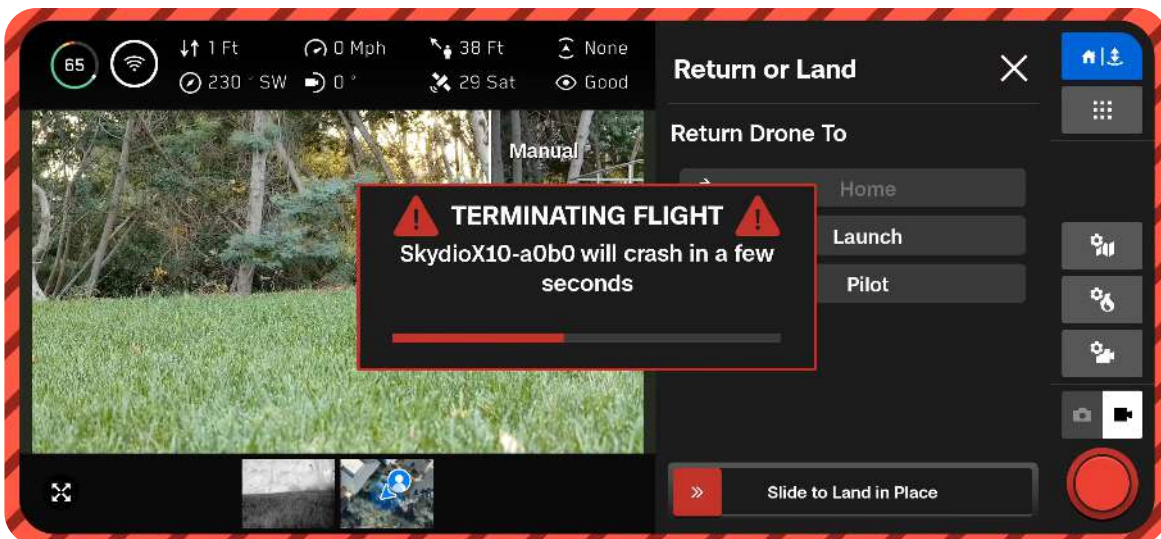 65
1 Ft
0 Mph
38 Ft
None
230 ° SW
0 °
29 Sat
Good
Manual
Return or Land
Return Drone To
Home
Launch
Pilot
TERMINATING FLIGHT
SkydioX10-a0b0 will crash in a few
seconds
Slide to Land in Place